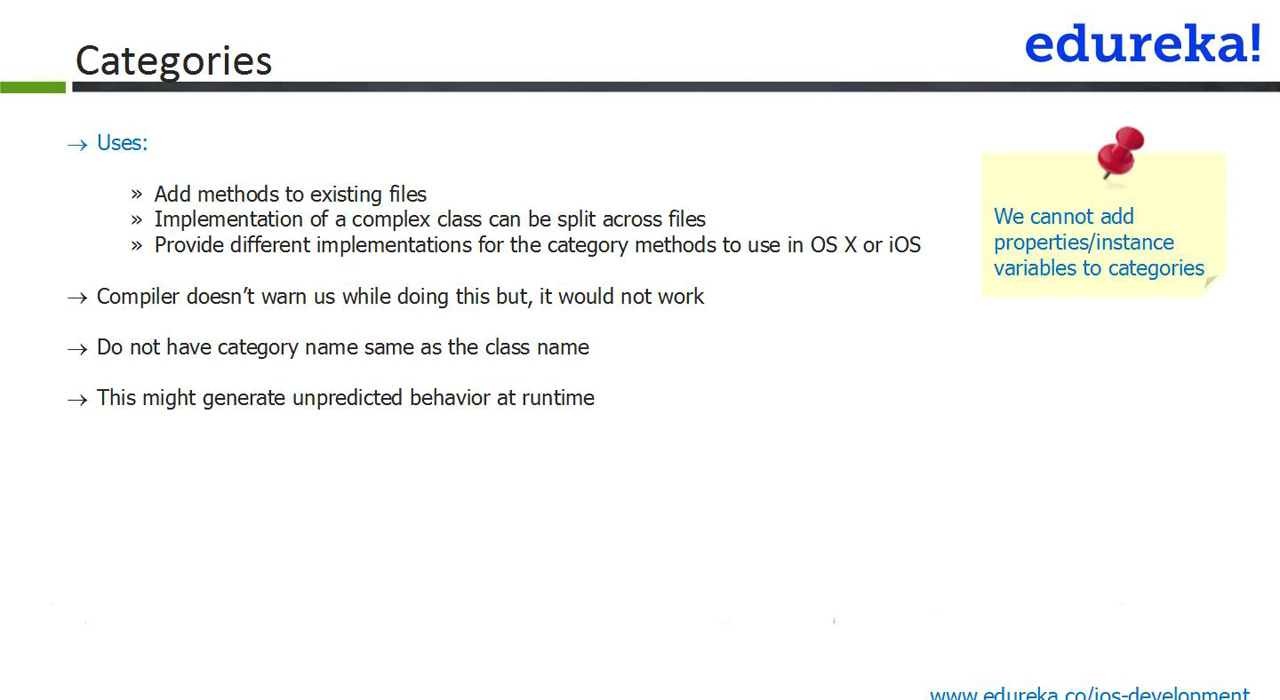 Categories
edureka!
→ Uses:
» Add methods to existing files
» Implementation of a complex class can be split across files
» Provide different implementations for the category methods to use in OS X or iOS
→ Compiler doesn’t warn us while doing this but, it would not work
→ Do not have category name same as the class name
→ This might generate unpredicted behavior at runtime
We cannot add
properties/instance
variables to categories
www.edureka.co/ios-development